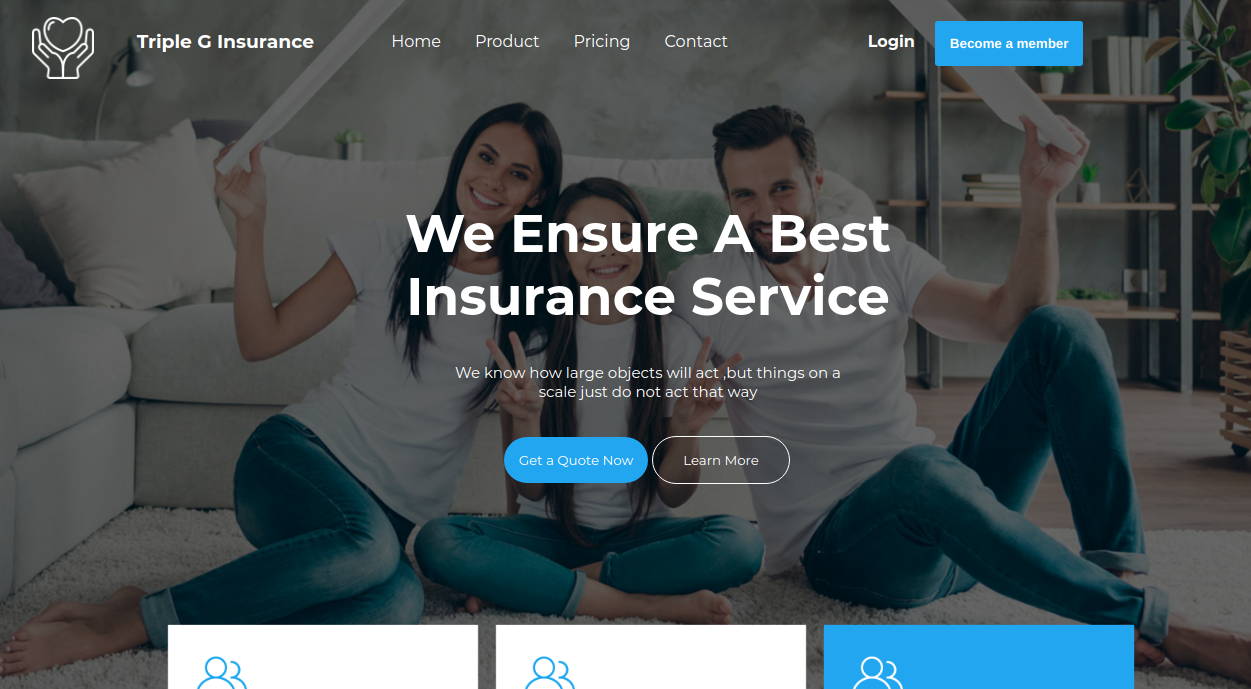 Triple G Insurance
Home
Product
Pricing
Contact
Login
Become a member
We Ensure A Best
Insurance Service
We know how large objects will act ,but things on a
scale just do not act that way
Get a Quote Now
Learn More